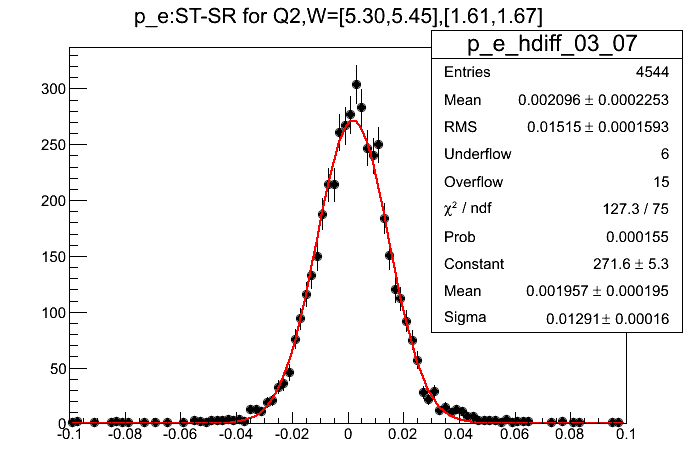 p_e:ST-SR for Q2,W=[5.30,5.45],[1.61,1.67]
p_e_hdiff_03_07
Entries 4544
Mean 0.002096 ± 0.0002253
RMS 0.01515 ± 0.0001593
Underflow 6
Overflow 15
χ² / ndf 127.3 / 75
Prob 0.000155
Constant 271.6 ± 5.3
Mean 0.001957 ± 0.000195
Sigma 0.01291 ± 0.00016
300
250
200
150
100
50
0
-0.1 -0.08 -0.06 -0.04 -0.02 0 0.02 0.04 0.06 0.08 0.1